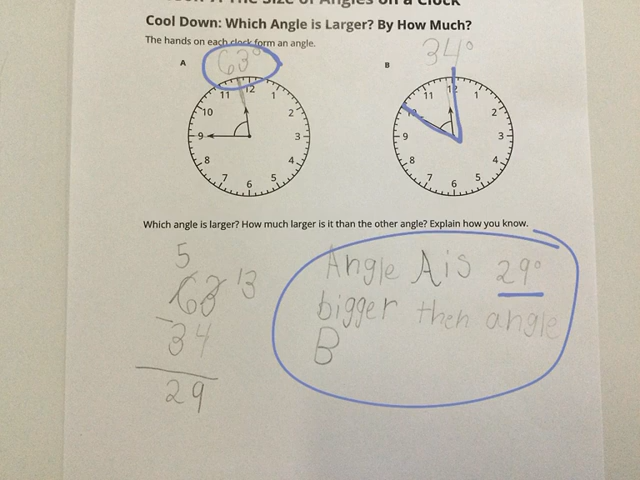 The Size of Angles on a Clock
Cool Down: Which Angle is Larger? By How Much?
The hands on each clock form an angle.
A 63° B 34°
12 1 2 3 4 5 6 7 8 9 10 11
12 1 2 3 4 5 6 7 8 9 11
Which angle is larger? How much larger is it than the other angle? Explain how you know.
5
63 13
- 34
29
Angle A is 29°
bigger then angle
B